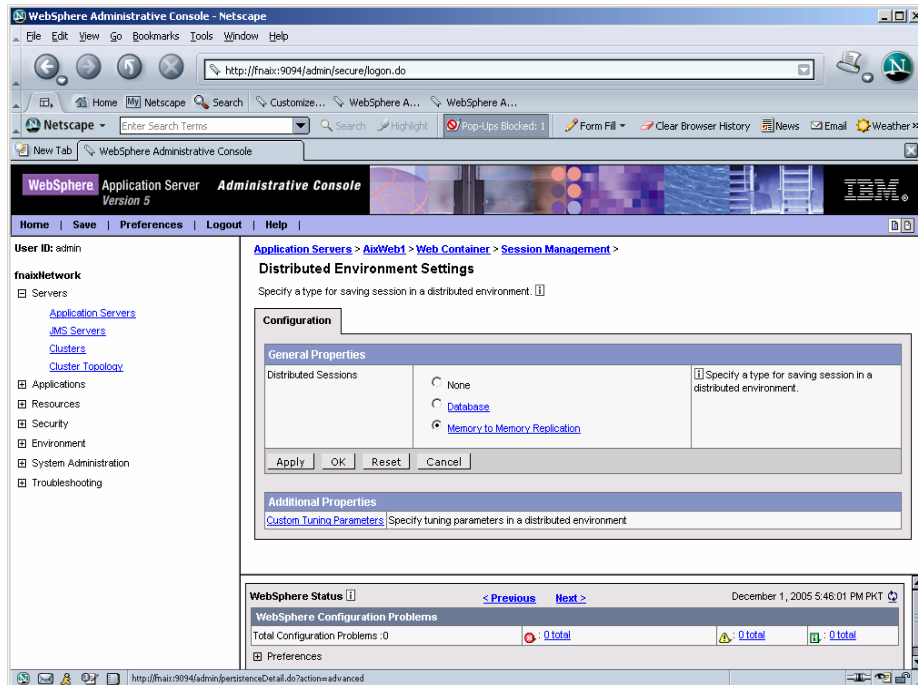 WebSphere Administrative Console - Netscape
File Edit View Go Bookmarks Tools Window Help
http://fnaix:9094/admin/secure/logon.do
Home My Netscape Search Customize... WebSphere A... WebSphere A...
Netscape Enter Search Terms Search Highlight Pop-Ups Blocked: 1 Form Fill Clear Browser History News Email Weather »
New Tab WebSphere Administrative Console
WebSphere Application Server Administrative Console
Version 5
IBM
Home | Save | Preferences | Logout | Help |
User ID: admin
fnaixNetwork
Servers
Application Servers
JMS Servers
Clusters
Cluster Topology
Applications
Resources
Security
Environment
System Administration
Troubleshooting
Application Servers > AixWeb1 > Web Container > Session Management >
Distributed Environment Settings
Specify a type for saving session in a distributed environment. i
Configuration
General Properties
Distributed Sessions
None
Database
Memory to Memory Replication
i Specify a type for saving session in a
distributed environment.
Apply OK Reset Cancel
Additional Properties
Custom Tuning Parameters Specify tuning parameters in a distributed environment
WebSphere Status i < Previous Next > December 1, 2005 5:46:01 PM PKT
WebSphere Configuration Problems
Total Configuration Problems :0 : 0 total : 0 total : 0 total
Preferences
http://fnaix:9094/admin/persistenceDetail.do?action=advanced